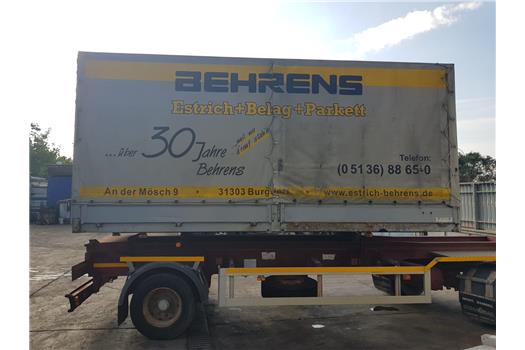 BEHRENS
Estrich+Belag+Parkett
...über 30 Jahre
Behrens
Telefon:
(0 51 36) 88 65-0
An der Mösch 9 • 31303 Burgdorf • www.estrich-behrens.de